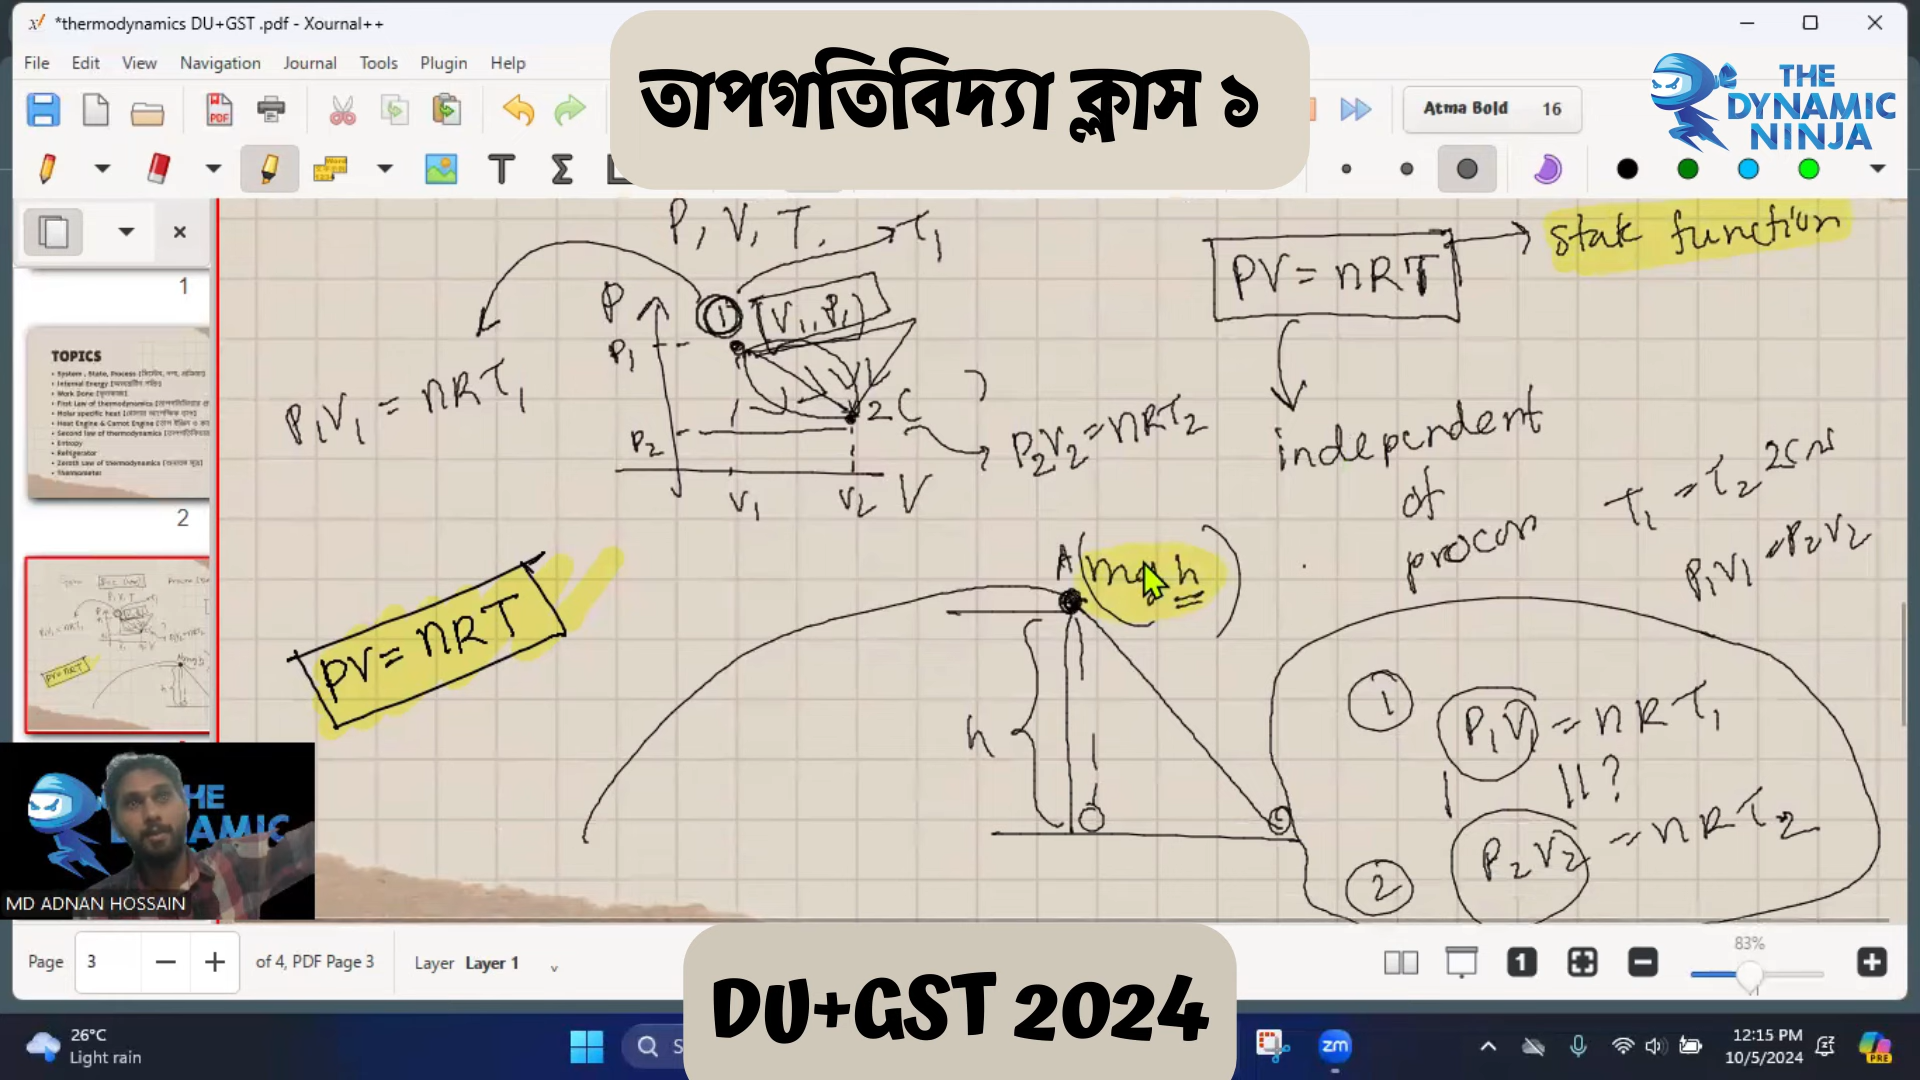 *thermodynamics DU+GST .pdf - Xournal++
তাপগতিবিদ্যা ক্লাস ১
THE
DYNAMIC
NINJA
File Edit View Navigation Journal Tools Plugin Help
Atma Bold 16
1
TOPICS
2
P, V, T, → T1
PV = nRT → state function
P
1 V1, P1
P1
P1V1 = nRT1
2
P2
P2V2 = nRT2
V1 V2 V
independent
of
process
T1 = T2
P1V1 = P2V2
PV = nRT
A (mgh)
h
1 P1V1 = nRT1
|| ?
2 P2V2 = nRT2
MD ADNAN HOSSAIN
Page 3 of 4, PDF Page 3 Layer Layer 1
83%
DU+GST 2024
26°C
Light rain
S
zm
12:15 PM
10/5/2024
PRE